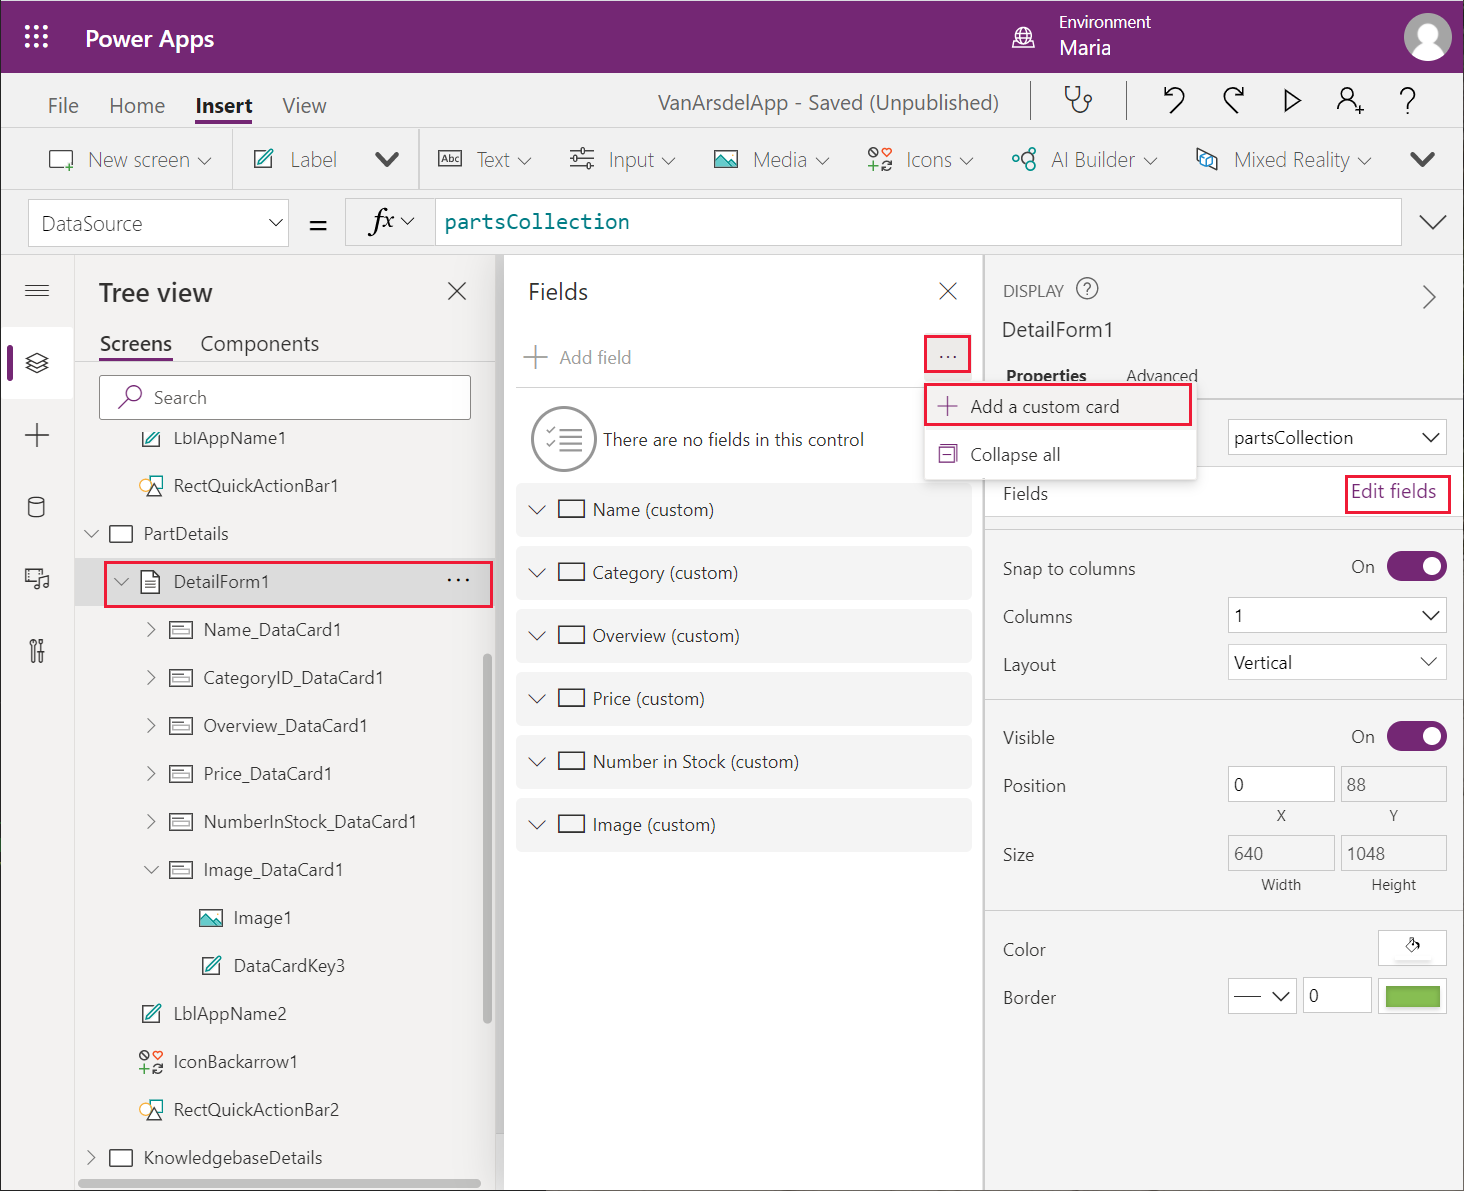 Power Apps
Environment
Maria
File Home Insert View
VanArsdelApp - Saved (Unpublished)
?
New screen
Label
Abc Text
Input
Media
Icons
AI Builder
Mixed Reality
DataSource
=
fx
partsCollection
Tree view
Screens Components
Search
LblAppName1
RectQuickActionBar1
PartDetails
DetailForm1 ...
Name_DataCard1
CategoryID_DataCard1
Overview_DataCard1
Price_DataCard1
NumberInStock_DataCard1
Image_DataCard1
Image1
DataCardKey3
LblAppName2
IconBackarrow1
RectQuickActionBar2
KnowledgebaseDetails
Fields
Add field
...
Add a custom card
Collapse all
There are no fields in this control
Name (custom)
Category (custom)
Overview (custom)
Price (custom)
Number in Stock (custom)
Image (custom)
DISPLAY ?
DetailForm1
Properties Advanced
partsCollection
Fields Edit fields
Snap to columns On
Columns 1
Layout Vertical
Visible On
Position 0 88
X Y
Size 640 1048
Width Height
Color
Border 0